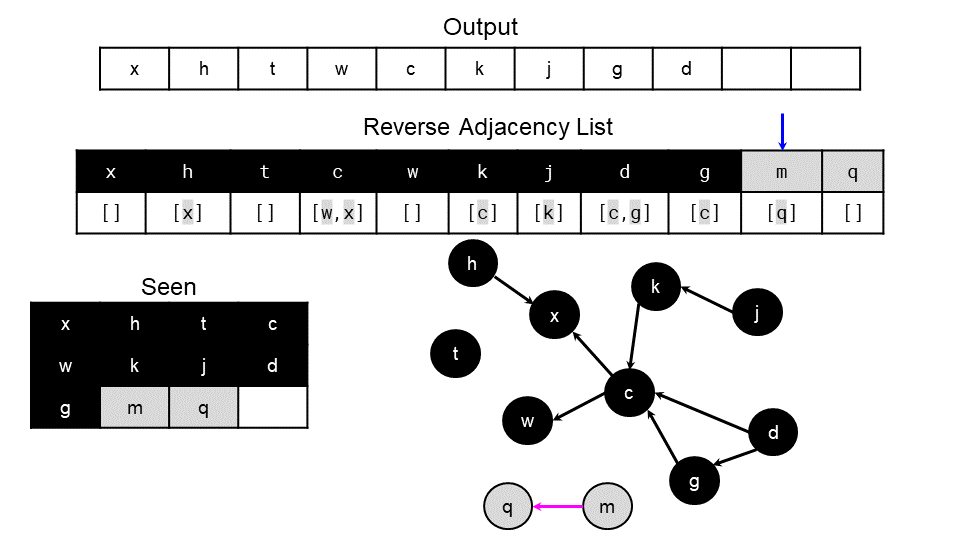 Output
x h t w c k j g d
Reverse Adjacency List
x h t c w k j d g m q
[] [x] [] [w,x] [] [c] [k] [c,g] [c] [q] []
Seen
x h t c
w k j d
g m q
h
k
x
j
t
c
w
d
g
q m